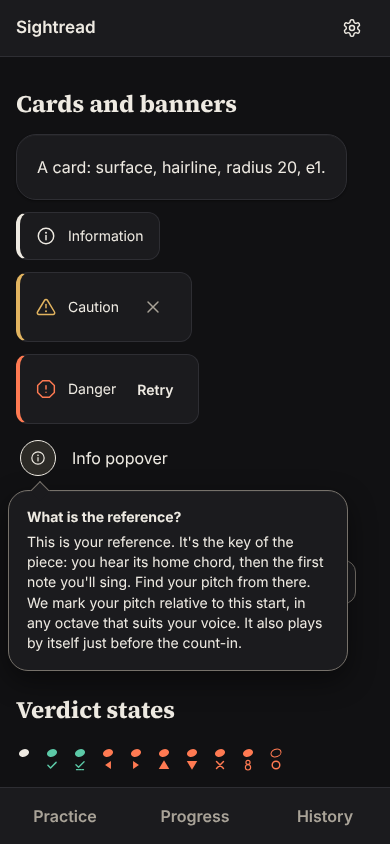 Sightread
Cards and banners
A card: surface, hairline, radius 20, e1.
Information
Caution
Danger Retry
Info popover
What is the reference?
This is your reference. It's the key of the
piece: you hear its home chord, then the first
note you'll sing. Find your pitch from there.
We mark your pitch relative to this start, in
any octave that suits your voice. It also plays
by itself just before the count-in.
Verdict states
8
Practice Progress History